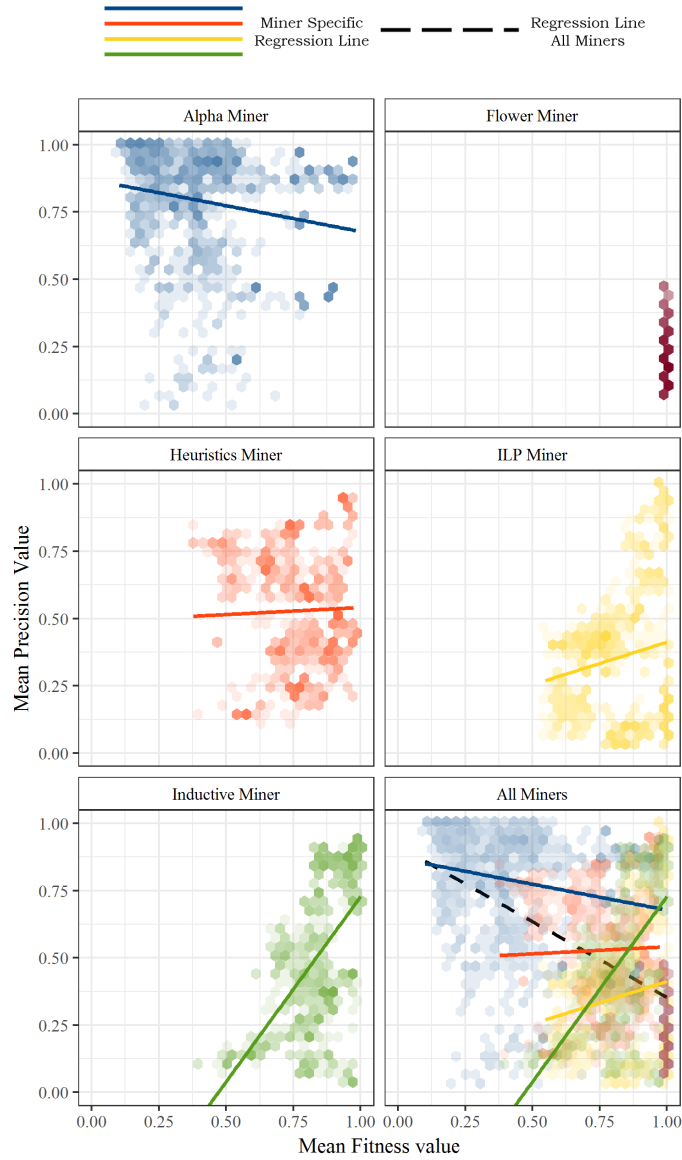 Miner Specific
Regression Line
Regression Line
All Miners
Alpha Miner
Flower Miner
1.00
0.75
0.50
0.25
0.00
Heuristics Miner
ILP Miner
1.00
0.75
0.50
0.25
0.00
Mean Precision Value
Inductive Miner
All Miners
1.00
0.75
0.50
0.25
0.00
0.00 0.25 0.50 0.75 1.00 0.00 0.25 0.50 0.75 1.00
Mean Fitness value